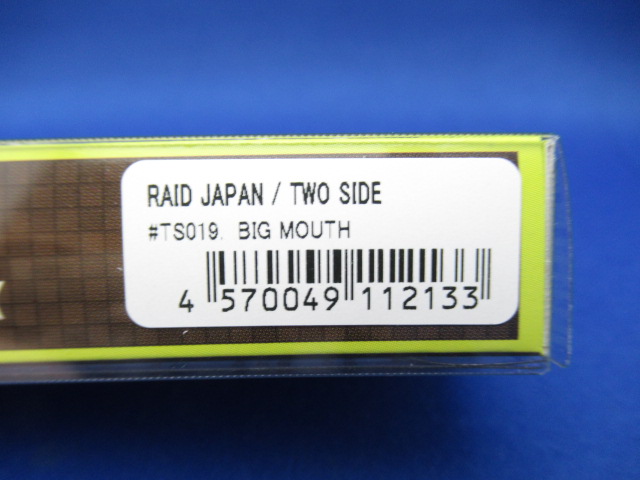 RAID JAPAN / TWO SIDE
#TS019. BIG MOUTH
4 570049 112133